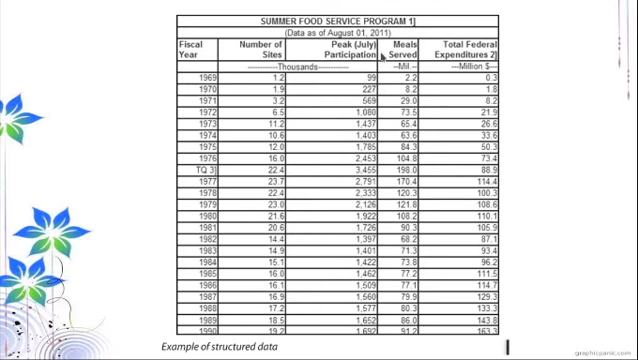 SUMMER FOOD SERVICE PROGRAM 1]
(Data as of August 01, 2011)
Fiscal Year Number of Sites Peak (July) Participation Meals Served Total Federal Expenditures 2]
------------Thousands------------ --Mil.-- ---Million $---
1969 1.2 99 2.2 0.3
1970 1.9 227 8.2 1.8
1971 3.2 569 29.0 8.2
1972 6.5 1,080 73.5 21.9
1973 11.2 1,437 65.4 26.6
1974 10.6 1,403 63.6 33.6
1975 12.0 1,785 84.3 50.3
1976 16.0 2,453 104.8 73.4
TQ 3] 22.4 3,455 198.0 88.9
1977 23.7 2,791 170.4 114.4
1978 22.4 2,333 120.3 100.3
1979 23.0 2,126 121.8 108.6
1980 21.6 1,922 108.2 110.1
1981 20.6 1,726 90.3 105.9
1982 14.4 1,397 68.2 87.1
1983 14.9 1,401 71.3 93.4
1984 15.1 1,422 73.8 96.2
1985 16.0 1,462 77.2 111.5
1986 16.1 1,509 77.1 114.7
1987 16.9 1,560 79.9 129.3
1988 17.2 1,577 80.3 133.3
1989 18.5 1,652 86.0 143.8
1990 19.2 1,692 91.2 163.3
Example of structured data
graphicpanic.com